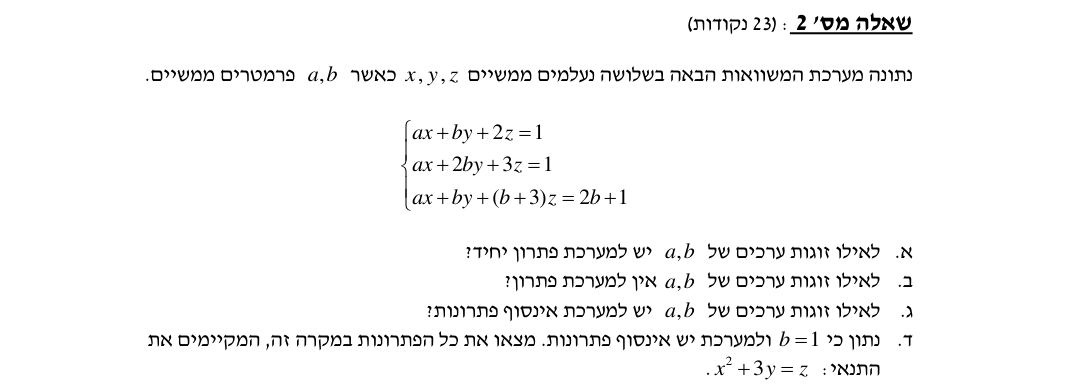 שאלה מס' 2 : (23 נקודות)
נתונה מערכת המשוואות הבאה בשלושה נעלמים ממשיים x, y, z כאשר a,b פרמטרים ממשיים.
ax + by + 2z = 1
ax + 2by + 3z = 1
ax + by + (b + 3)z = 2b + 1
א. לאילו זוגות ערכים של a,b יש למערכת פתרון יחיד?
ב. לאילו זוגות ערכים של a,b אין למערכת פתרון?
ג. לאילו זוגות ערכים של a,b יש למערכת אינסוף פתרונות?
ד. נתון כי b = 1 ולמערכת יש אינסוף פתרונות. מצאו את כל הפתרונות במקרה זה, המקיימים את
התנאי: x² + 3y = z .